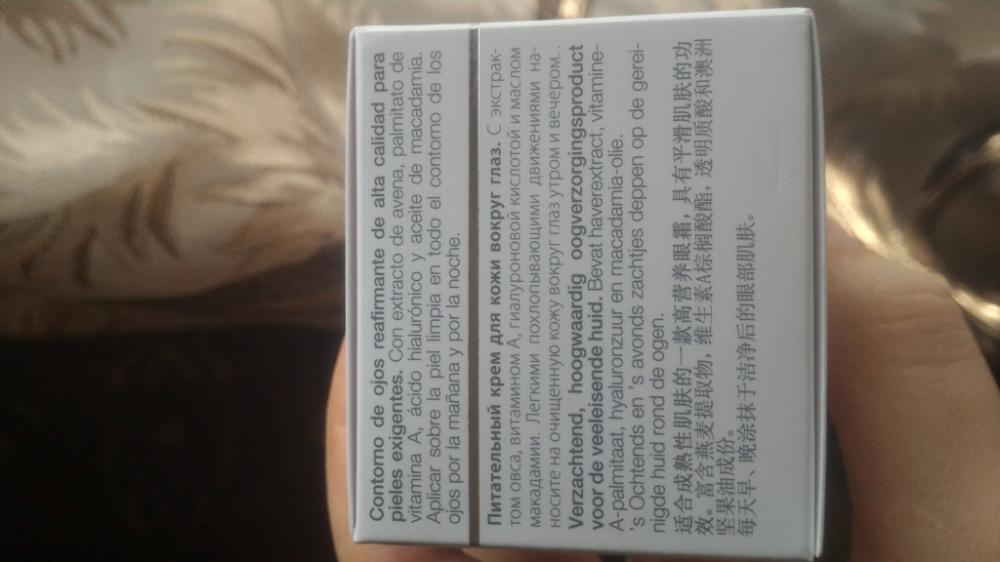 Contorno de ojos reafirmante de alta calidad para
pieles exigentes. Con extracto de avena, palmitato de
vitamina A, ácido hialurónico y aceite de macadamia.
Aplicar sobre la piel limpia en todo el contorno de los
ojos por la mañana y por la noche.
Питательный крем для кожи вокруг глаз. С экстрак-
том овса, витамином А, гиалуроновой кислотой и маслом
макадамии. Легкими похлопывающими движениями на-
носите на очищенную кожу вокруг глаз утром и вечером. .
Verzachtend, hoogwaardig oogverzorgingsproduct
voor de veeleisende huid. Bevat haverextract, vitamine-
A-palmitaat, hyaluronzuur en macadamia-olie.
's Ochtends en 's avonds zachtjes deppen op de gerei-
nigde huid rond de ogen.
适合成熟性肌肤的一款高营养眼霜，具有平滑肌肤的功
效。富含燕麦提取物，维生素A棕榈酸酯，透明质酸和澳洲
坚果油成份。
每天早、晚涂抹于洁净后的眼部肌肤。